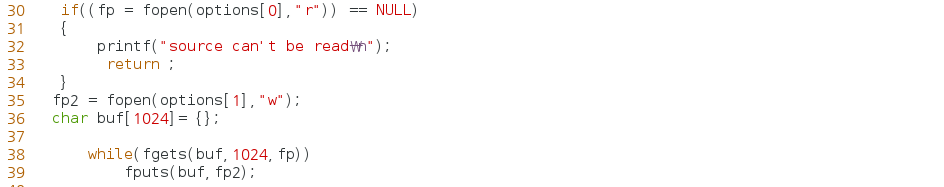 30 if((fp = fopen(options[0],"r")) == NULL)
31 {
32 printf("source can't be read₩n");
33 return ;
34 }
35 fp2 = fopen(options[1],"w");
36 char buf[1024]= {};
37
38 while(fgets(buf,1024,fp))
39 fputs(buf,fp2);